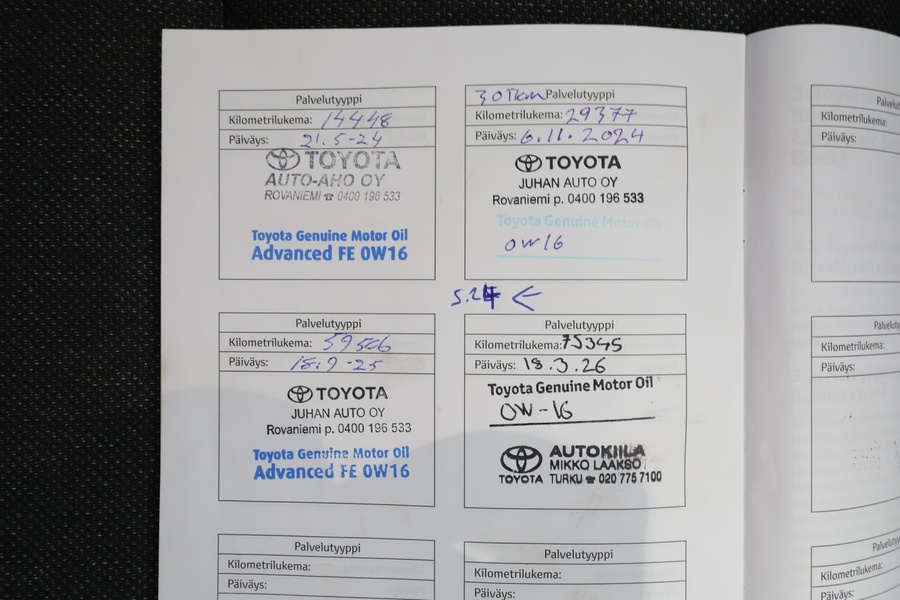 Palvelutyyppi
Kilometrilukema: 14448
Päiväys: 21.5-24
TOYOTA
AUTO-AHO OY
ROVANIEMI ☎ 0400 196 533
Toyota Genuine Motor Oil
Advanced FE 0W16
30Tkm Palvelutyyppi
Kilometrilukema: 29377
Päiväys: 6.11.2024
TOYOTA
JUHAN AUTO OY
Rovaniemi p. 0400 196 533
Toyota Genuine Motor Oil
0W16
S.24 ←
Palvelutyyppi
Kilometrilukema: 59506
Päiväys: 18.9-25
TOYOTA
JUHAN AUTO OY
Rovaniemi p. 0400 196 533
Toyota Genuine Motor Oil
Advanced FE 0W16
Palvelutyyppi
Kilometrilukema: 75345
Päiväys: 18.3.26
Toyota Genuine Motor Oil
0W-16
AUTOKIILA
MIKKO LAAKSO
TOYOTA TURKU ☎ 020 775 7100
Palvelutyyppi
Kilometrilukema:
Päiväys:
Palvelutyyppi
Kilometrilukema:
Päiväys:
Palvelu
Kilometrilukema:
Päiväys:
Palvelu
Kilometrilukema:
Päiväys:
Palvelu
Kilometrilukema:
Päiväys: